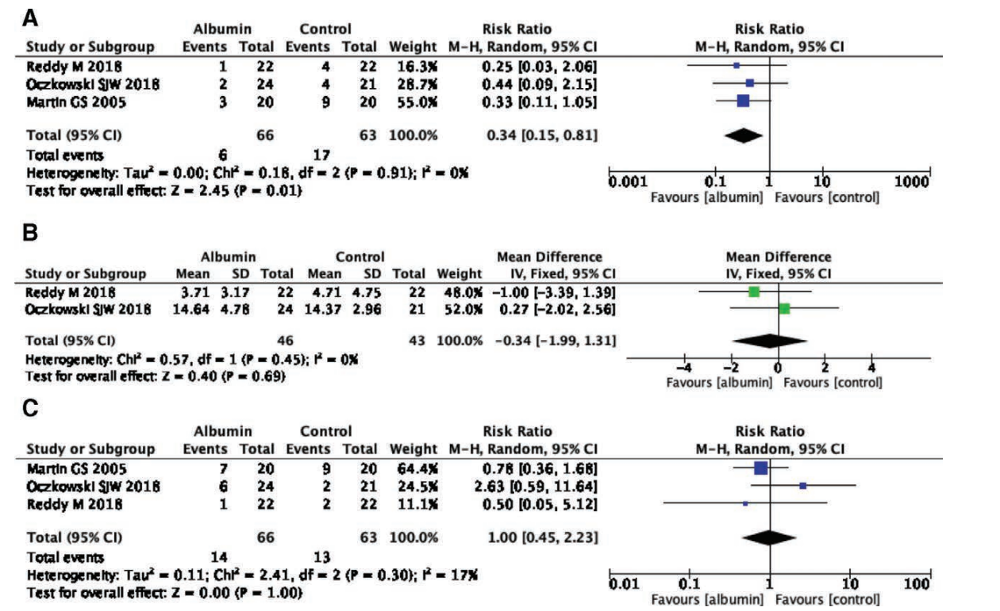 A
Albumin Control Risk Ratio Risk Ratio
Study or Subgroup Events Total Events Total Weight M-H, Random, 95% CI M-H, Random, 95% CI
Reddy M 2018 1 22 4 22 16.3% 0.25 [0.03, 2.06]
Oczkowski SJW 2018 2 24 4 21 28.7% 0.44 [0.09, 2.15]
Martin GS 2005 3 20 9 20 55.0% 0.33 [0.11, 1.05]
Total (95% CI) 66 63 100.0% 0.34 [0.15, 0.81]
Total events 6 17
Heterogeneity: Tau² = 0.00; Chi² = 0.18, df = 2 (P = 0.91); I² = 0%
Test for overall effect: Z = 2.45 (P = 0.01)
0.001 0.1 1 10 1000
Favours [albumin] Favours [control]
B
Albumin Control Mean Difference Mean Difference
Study or Subgroup Mean SD Total Mean SD Total Weight IV, Fixed, 95% CI IV, Fixed, 95% CI
Reddy M 2018 3.71 3.17 22 4.71 4.75 22 48.0% -1.00 [-3.39, 1.39]
Oczkowski SJW 2018 14.64 4.78 24 14.37 2.96 21 52.0% 0.27 [-2.02, 2.56]
Total (95% CI) 46 43 100.0% -0.34 [-1.99, 1.31]
Heterogeneity: Chi² = 0.57, df = 1 (P = 0.45); I² = 0%
Test for overall effect: Z = 0.40 (P = 0.69)
-4 -2 0 2 4
Favours [albumin] Favours [control]
C
Albumin Control Risk Ratio Risk Ratio
Study or Subgroup Events Total Events Total Weight M-H, Random, 95% CI M-H, Random, 95% CI
Martin GS 2005 7 20 9 20 64.4% 0.78 [0.36, 1.68]
Oczkowski SJW 2018 6 24 2 21 24.5% 2.63 [0.59, 11.64]
Reddy M 2018 1 22 2 22 11.1% 0.50 [0.05, 5.12]
Total (95% CI) 66 63 100.0% 1.00 [0.45, 2.23]
Total events 14 13
Heterogeneity: Tau² = 0.11; Chi² = 2.41, df = 2 (P = 0.30); I² = 17%
Test for overall effect: Z = 0.00 (P = 1.00)
0.01 0.1 1 10 100
Favours [albumin] Favours [control]